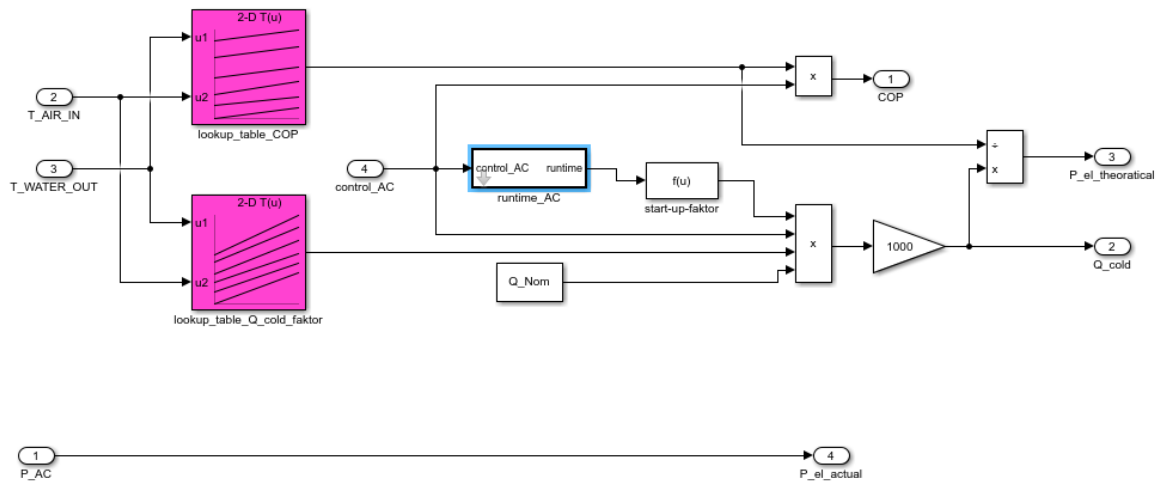 2-D T(u)
u1
u2
lookup_table_COP
2
T_AIR_IN
3
T_WATER_OUT
x
1
COP
4
control_AC
control_AC
runtime
runtime_AC
f(u)
start-up-faktor
÷
x
3
P_el_theoratical
2-D T(u)
u1
u2
lookup_table_Q_cold_faktor
Q_Nom
x
1000
2
Q_cold
1
P_AC
4
P_el_actual